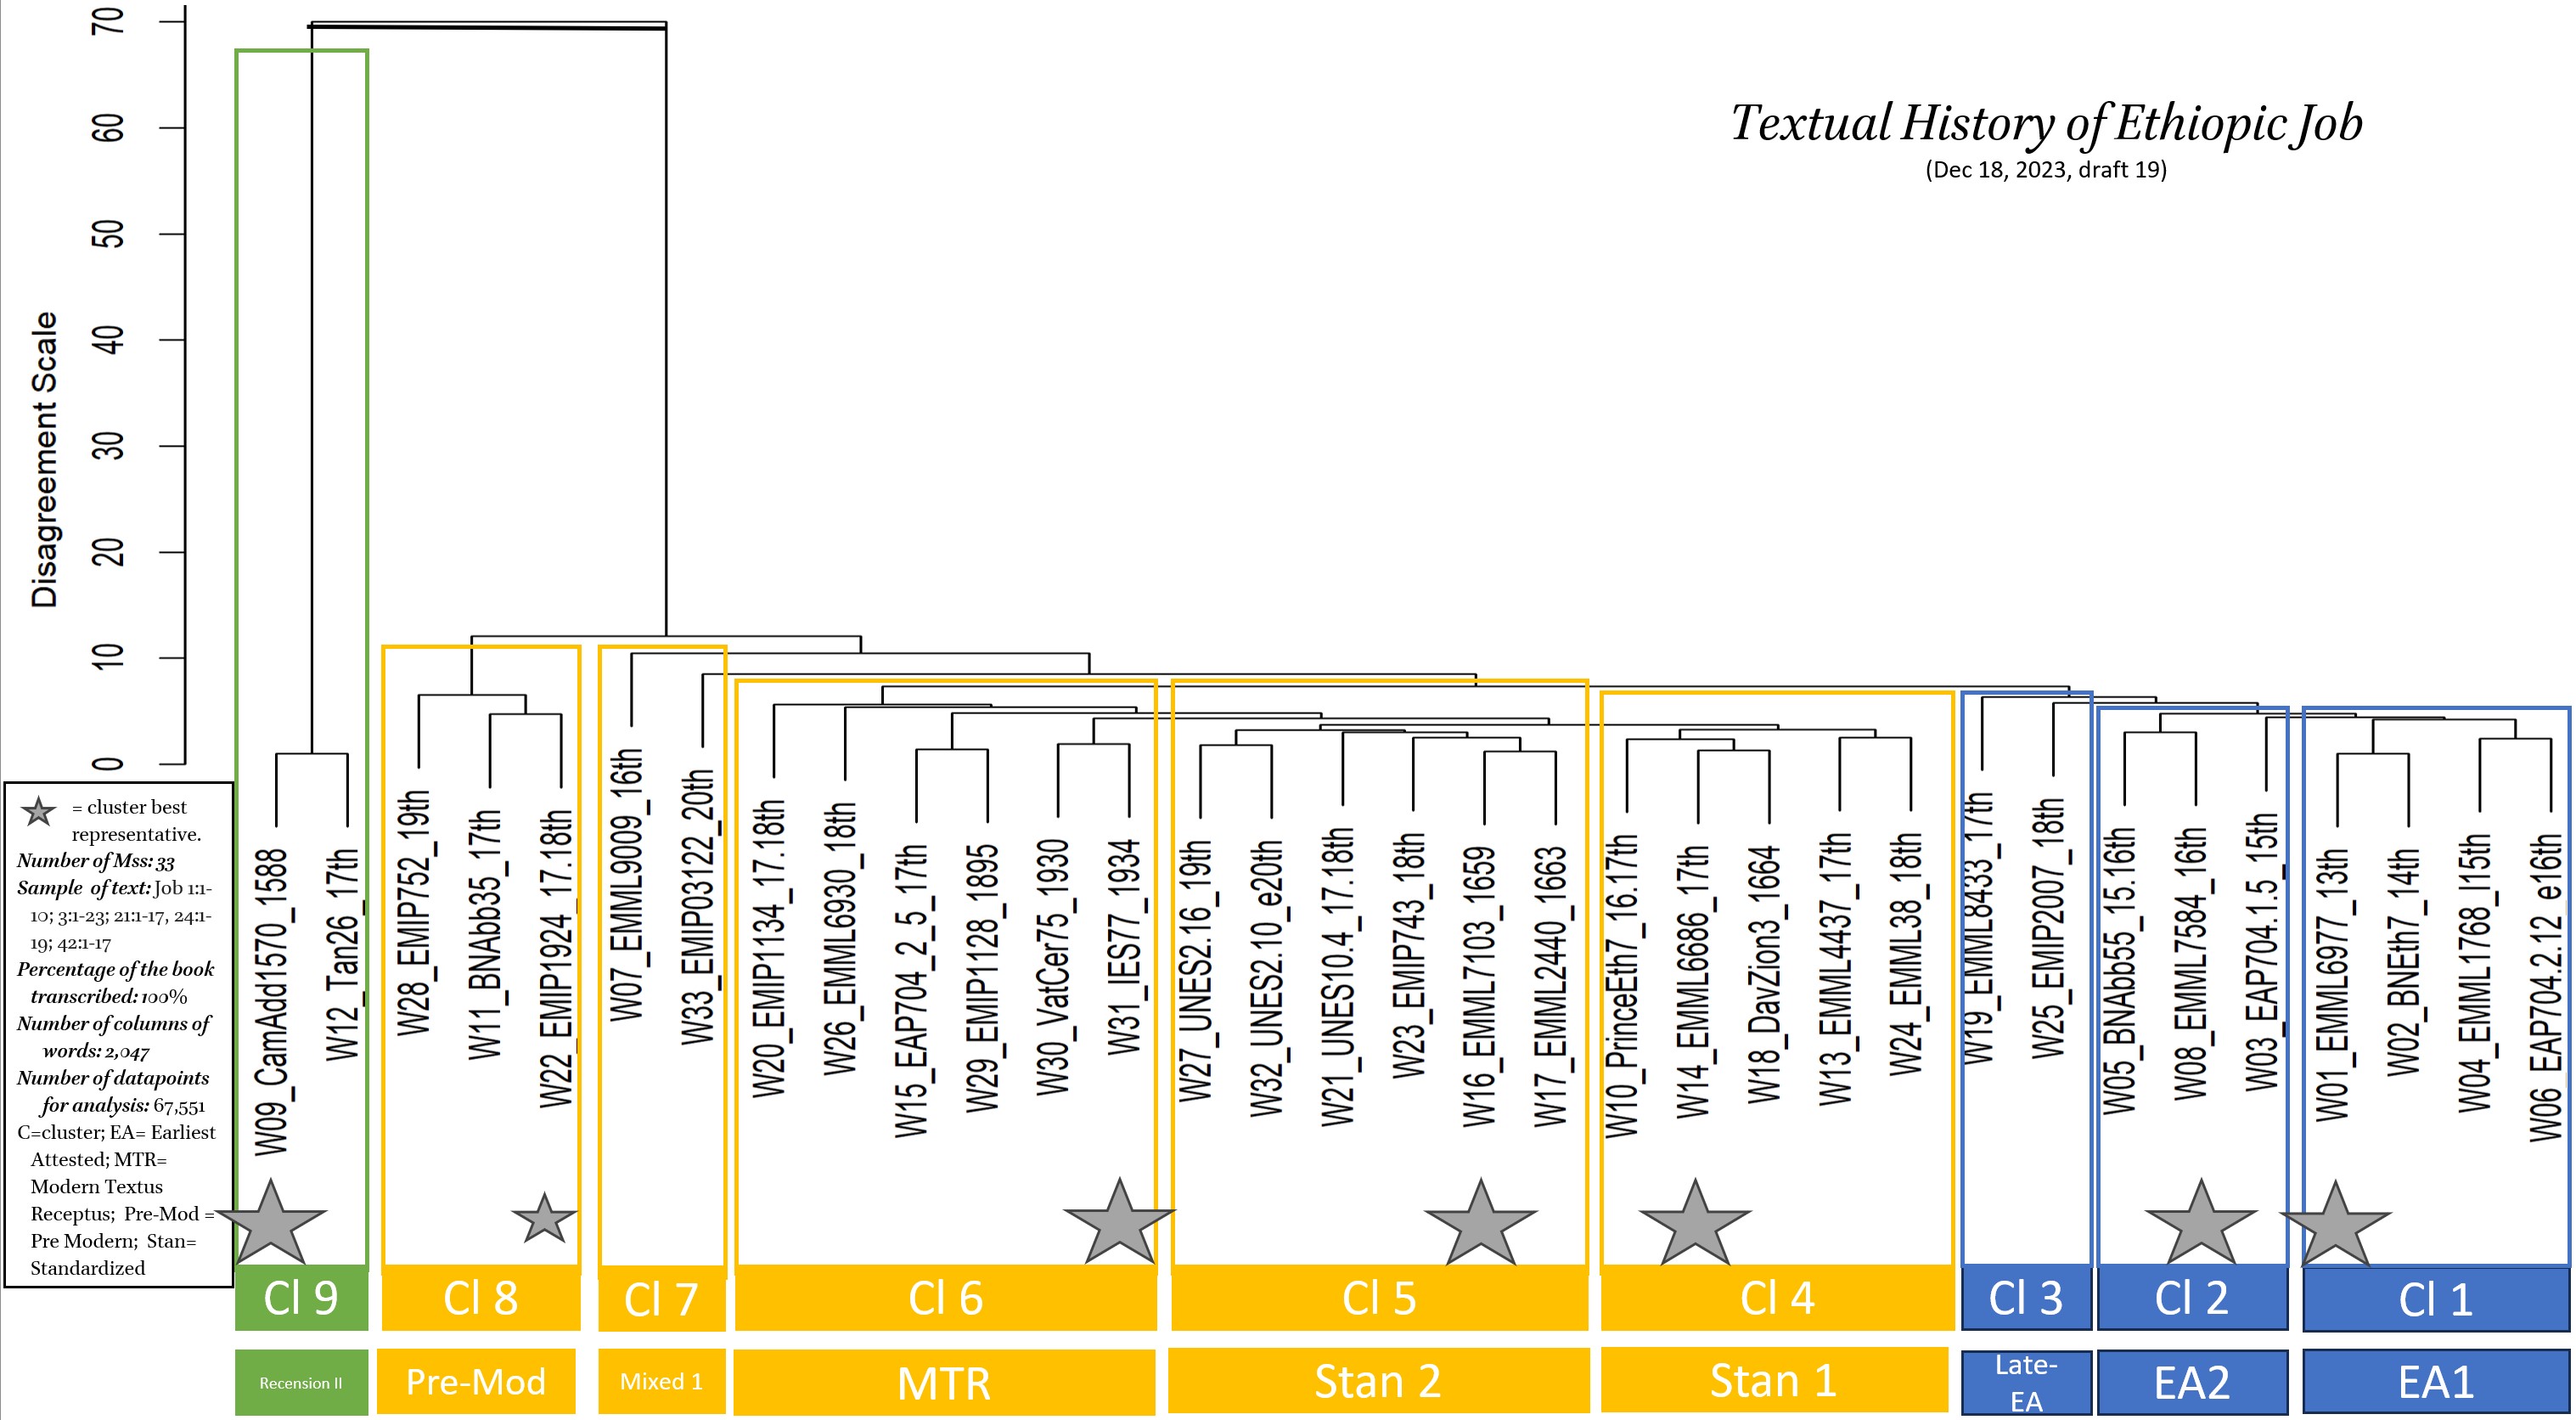 Textual History of Ethiopic Job
(Dec 18, 2023, draft 19)
Disagreement Scale
70
60
50
40
30
20
10
0
= cluster best
representative.
Number of Mss: 33
Sample of text: Job 1:1-
10; 3:1-23; 21:1-17, 24:1-
19; 42:1-17
Percentage of the book
transcribed: 100%
Number of columns of
words: 2,047
Number of datapoints
for analysis: 67,551
C=cluster; EA= Earliest
Attested; MTR=
Modern Textus
Receptus; Pre-Mod =
Pre Modern; Stan=
Standardized
W09_CamAdd1570_1588
W12_Tan26_17th
W28_EMIP752_19th
W11_BNAbb35_17th
W22_EMIP1924_17.18th
W07_EMML9009_16th
W33_EMIP03122_20th
W20_EMIP1134_17.18th
W26_EMML6930_18th
W15_EAP704_2_5_17th
W29_EMIP1128_1895
W30_VatCer75_1930
W31_IES77_1934
W27_UNES2.16_19th
W32_UNES2.10_e20th
W21_UNES10.4_17.18th
W23_EMIP743_18th
W16_EMML7103_1659
W17_EMML2440_1663
W10_PrinceEth7_16.17th
W14_EMML6686_17th
W18_DavZion3_1664
W13_EMML4437_17th
W24_EMML38_18th
W19_EMML8433_17th
W25_EMIP2007_18th
W05_BNAbb55_15.16th
W08_EMML7584_16th
W03_EAP704.1.5_15th
W01_EMML6977_13th
W02_BNEth7_14th
W04_EMML1768_l15th
W06_EAP704.2.12_e16th
Cl 9
Cl 8
Cl 7
Cl 6
Cl 5
Cl 4
Cl 3
Cl 2
Cl 1
Recension II
Pre-Mod
Mixed 1
MTR
Stan 2
Stan 1
Late-
EA
EA2
EA1